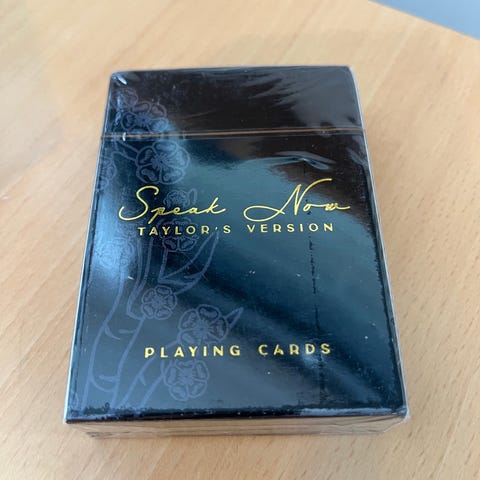 Speak Now
TAYLOR'S VERSION
PLAYING CARDS